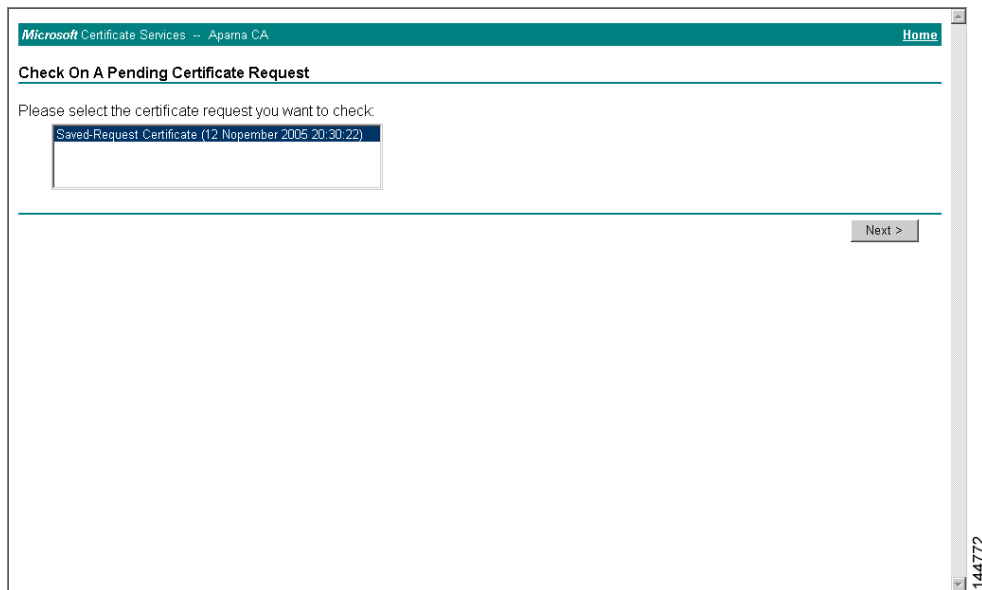 Microsoft Certificate Services -- Aparna CA Home
Check On A Pending Certificate Request
Please select the certificate request you want to check:
Saved-Request Certificate (12 Nopember 2005 20:30:22)
Next >
144772